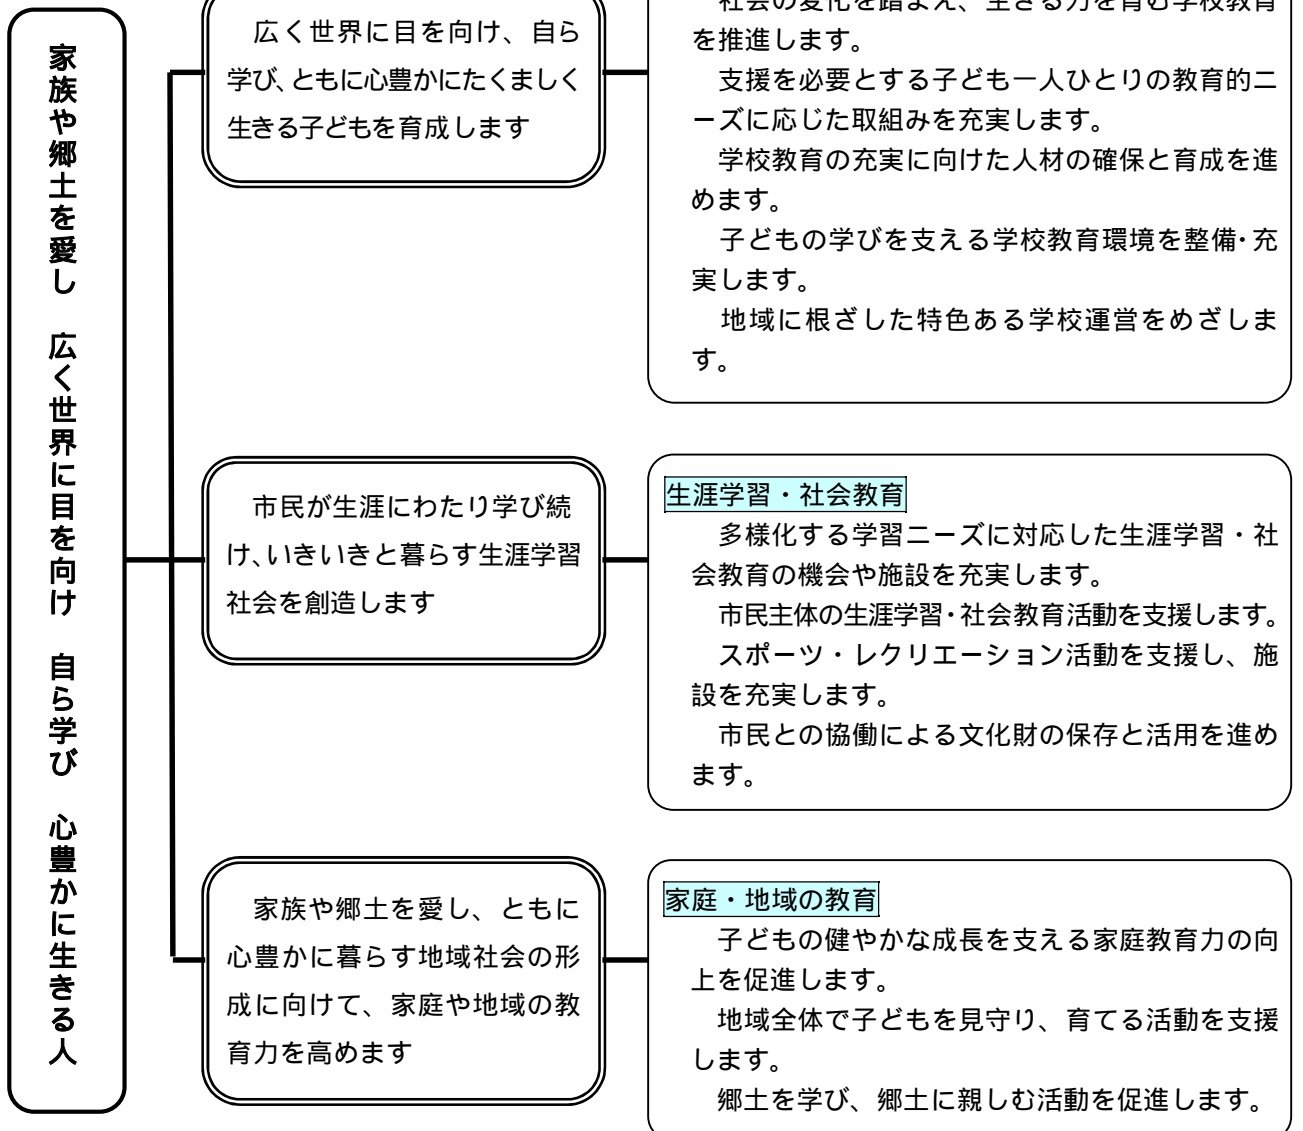 家族や郷土を愛し　広く世界に目を向け　自ら学び　心豊かに生きる人
広く世界に目を向け、自ら
学び、ともに心豊かにたくましく
生きる子どもを育成します
社会の変化を踏まえ、生きる力を育む学校教育
を推進します。
支援を必要とする子ども一人ひとりの教育的ニ
ーズに応じた取組みを充実します。
学校教育の充実に向けた人材の確保と育成を進
めます。
子どもの学びを支える学校教育環境を整備・充
実します。
地域に根ざした特色ある学校運営をめざしま
す。
市民が生涯にわたり学び続
け、いきいきと暮らす生涯学習
社会を創造します
生涯学習・社会教育
多様化する学習ニーズに対応した生涯学習・社
会教育の機会や施設を充実します。
市民主体の生涯学習・社会教育活動を支援します。
スポーツ・レクリエーション活動を支援し、施
設を充実します。
市民との協働による文化財の保存と活用を進め
ます。
家族や郷土を愛し、ともに
心豊かに暮らす地域社会の形
成に向けて、家庭や地域の教
育力を高めます
家庭・地域の教育
子どもの健やかな成長を支える家庭教育力の向
上を促進します。
地域全体で子どもを見守り、育てる活動を支援
します。
郷土を学び、郷土に親しむ活動を促進します。